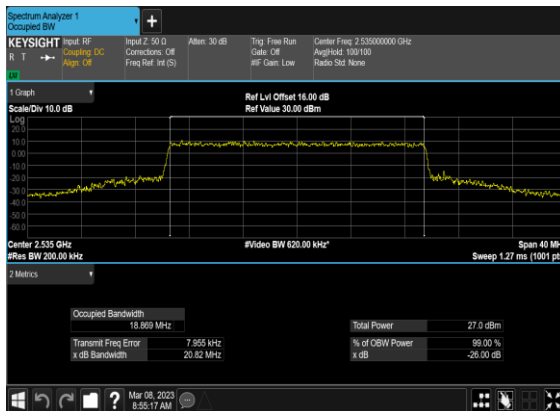 Spectrum Analyzer 1
Occupied BW
KEYSIGHT
R T
Input: RF
Coupling: DC
Align: Off
Input Z: 50 Ω
Corrections: Off
Freq Ref: Int (S)
Atten: 30 dB
Trig: Free Run
Gate: Off
#IF Gain: Low
Center Freq: 2.535000000 GHz
Avg|Hold: 100/100
Radio Std: None
1 Graph
Scale/Div 10.0 dB
Ref Lvl Offset 16.00 dB
Ref Value 30.00 dBm
Log
20.0
10.0
0.00
-10.0
-20.0
-30.0
-40.0
-50.0
-60.0
Center 2.535 GHz
#Video BW 620.00 kHz*
Span 40 MH
#Res BW 200.00 kHz
Sweep 1.27 ms (1001 pts
2 Metrics
Occupied Bandwidth
18.869 MHz
Total Power 27.0 dBm
Transmit Freq Error 7.955 kHz
% of OBW Power 99.00 %
x dB Bandwidth 20.82 MHz
x dB -26.00 dB
Mar 08, 2023
8:55:17 AM